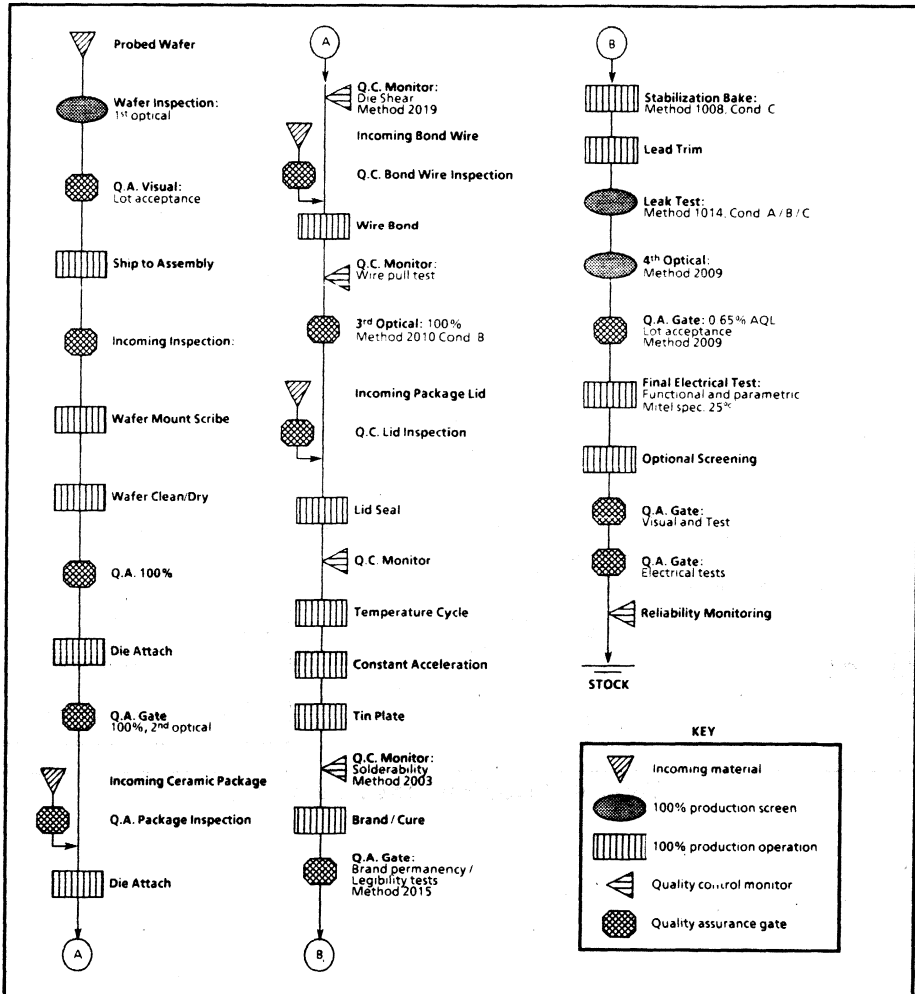 Probed Wafer
Wafer Inspection:
1st optical
Q.A. Visual:
Lot acceptance
Ship to Assembly
Incoming Inspection:
Wafer Mount Scribe
Wafer Clean/Dry
Q.A. 100%
Die Attach
Q.A. Gate
100%, 2nd optical
Incoming Ceramic Package
Q.A. Package Inspection
Die Attach
A
A
Q.C. Monitor:
Die Shear
Method 2019
Incoming Bond Wire
Q.C. Bond Wire Inspection
Wire Bond
Q.C. Monitor:
Wire pull test
3rd Optical: 100%
Method 2010 Cond. B
Incoming Package Lid
Q.C. Lid Inspection
Lid Seal
Q.C. Monitor
Temperature Cycle
Constant Acceleration
Tin Plate
Q.C. Monitor:
Solderability
Method 2003
Brand / Cure
Q.A. Gate:
Brand permanency /
Legibility tests
Method 2015
B
B
Stabilization Bake:
Method 1008, Cond. C
Lead Trim
Leak Test:
Method 1014, Cond. A / B / C
4th Optical:
Method 2009
Q.A. Gate: 0.65% AQL
Lot acceptance
Method 2009
Final Electrical Test:
Functional and parametric
Mitel spec. 25°C
Optional Screening
Q.A. Gate:
Visual and Test
Q.A. Gate:
Electrical tests
Reliability Monitoring
STOCK
KEY
Incoming material
100% production screen
100% production operation
Quality control monitor
Quality assurance gate